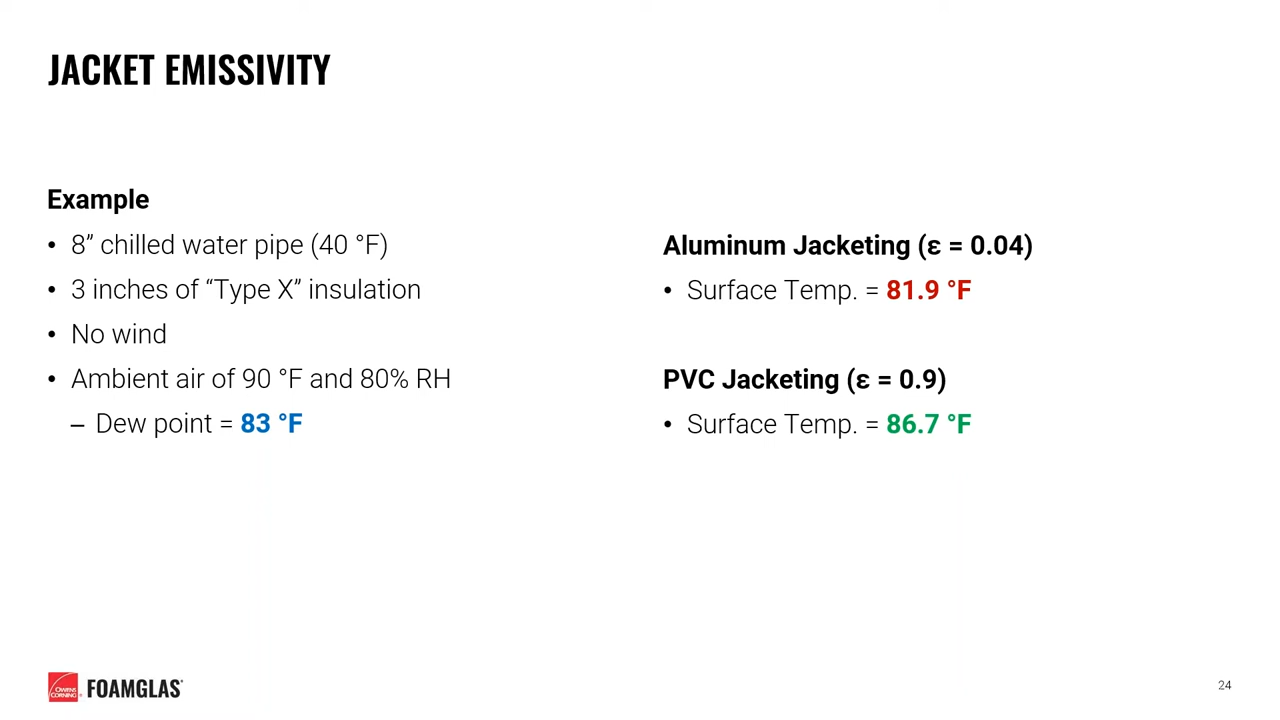 JACKET EMISSIVITY
Example
• 8” chilled water pipe (40 °F)
• 3 inches of “Type X” insulation
• No wind
• Ambient air of 90 °F and 80% RH
– Dew point = 83 °F
Aluminum Jacketing (ε = 0.04)
• Surface Temp. = 81.9 °F
PVC Jacketing (ε = 0.9)
• Surface Temp. = 86.7 °F
OWENS CORNING FOAMGLAS®
24